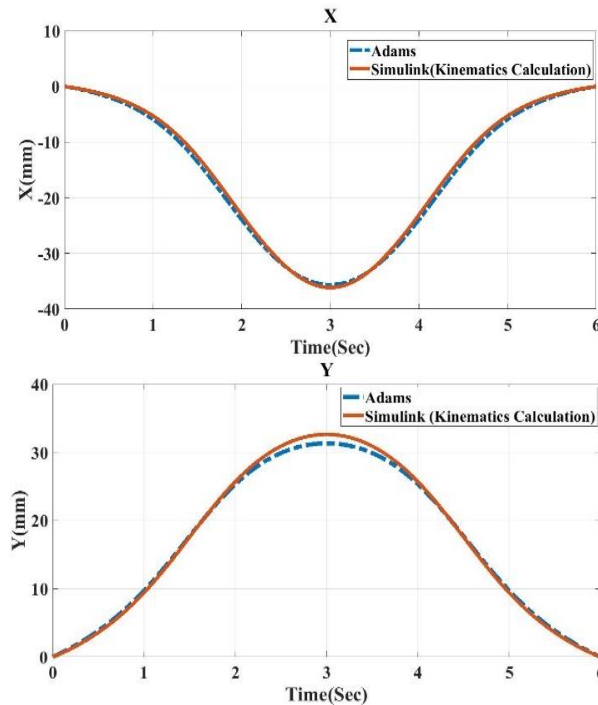 X
10
0
-10
-20
-30
-40
X(mm)
Adams
Simulink(Kinematics Calculation)
0 1 2 3 4 5 6
Time(Sec)
Y
40
30
20
10
0
Y(mm)
Adams
Simulink (Kinematics Calculation)
0 1 2 3 4 5 6
Time(Sec)